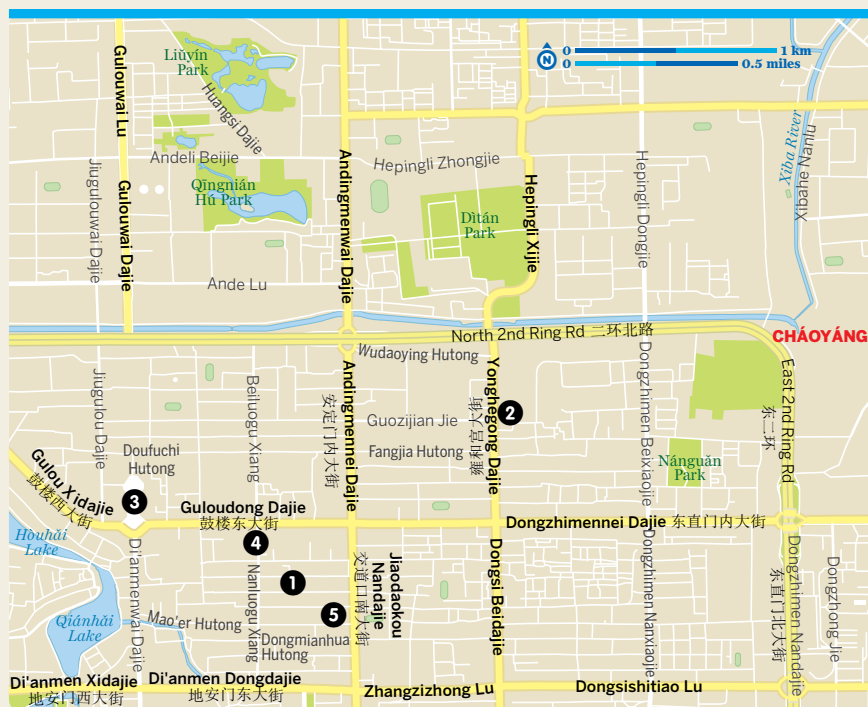 Liǔyín
Park
0
1 km
N
0
0.5 miles
Gulouwai Lu
Huangsi Dajie
Xiba River
Xibahe Nanlu
Andeli Beijie
Hepingli Zhongjie
Jiugulouwai Dajie
Gulouwai Dajie
Qīngnián
Hú Park
Andingmenwai Dajie
Dìtán
Park
Hepingli Xijie
Hepingli Dongjie
Ande Lu
North 2nd Ring Rd 二环北路
CHÁOYÁNG
Wudaoying Hutong
Jiugulou Dajie
Beiluogu Xiang
Andingmennei Dajie
安定门内大街
Guozijian Jie
Yonghegong Dajie
雍和宫大街
2
Dongzhimen Beixiaojie
East 2nd Ring Rd
东二环
Doufuchi
Hutong
Fangjia Hutong
Nánguǎn
Park
Gulou Xidajie
鼓楼西大街
3
Guloudong Dajie
鼓楼东大街
Dongzhimennei Dajie 东直门内大街
Hòuhǎi
Lake
4
Di'anmenwai Dajie
Nanluogu Xiang
1
Jiaodaokou
Nandajie
交道口南大街
Dongsi Beidajie
Dongzhimen Nanxiaojie
Dongzhimen Nandajie
东直门北大街
Dongzhong Jie
Qiánhǎi
Lake
Mao'er Hutong
5
Dongmianhua
Hutong
Di'anmen Xidajie
地安门西大街
Di'anmen Dongdajie
地安门东大街
Zhangzizhong Lu
Dongsishitiao Lu